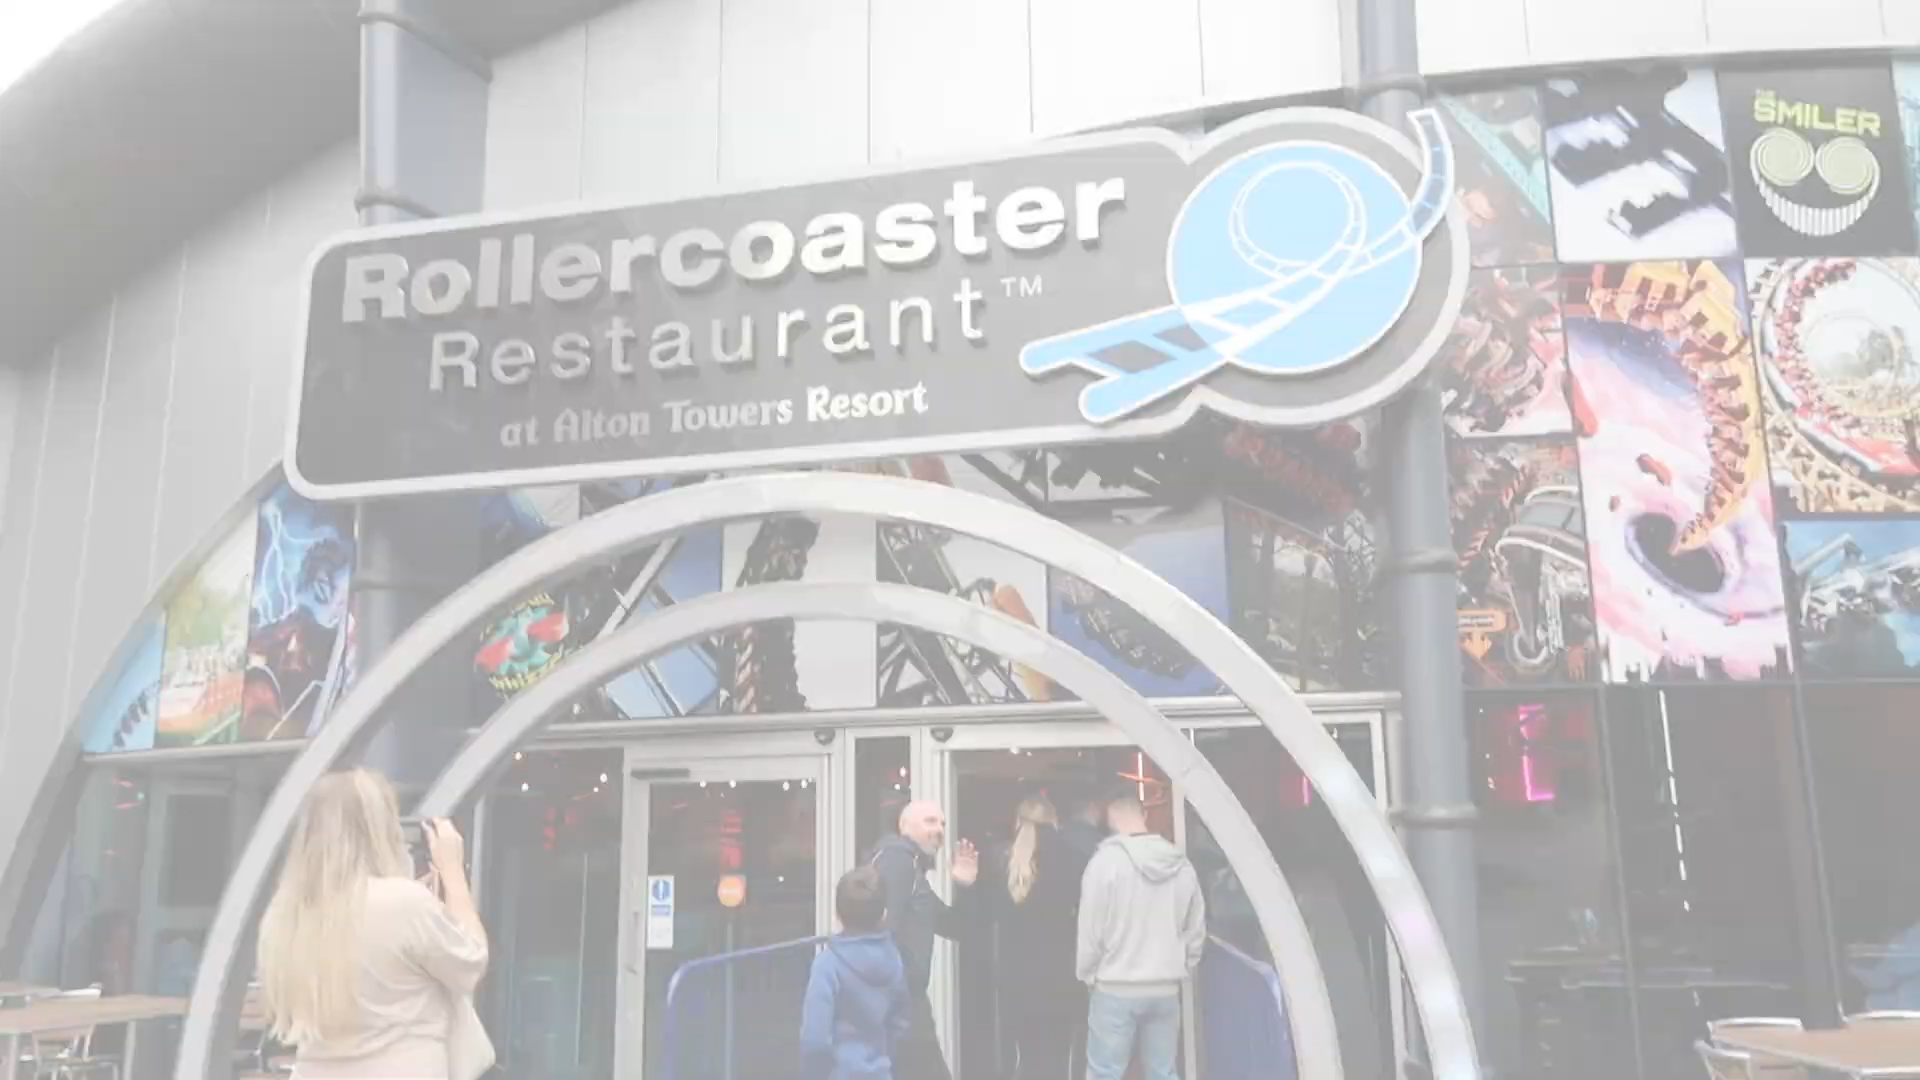 Rollercoaster
Restaurant™
at Alton Towers Resort
THE
SMILER